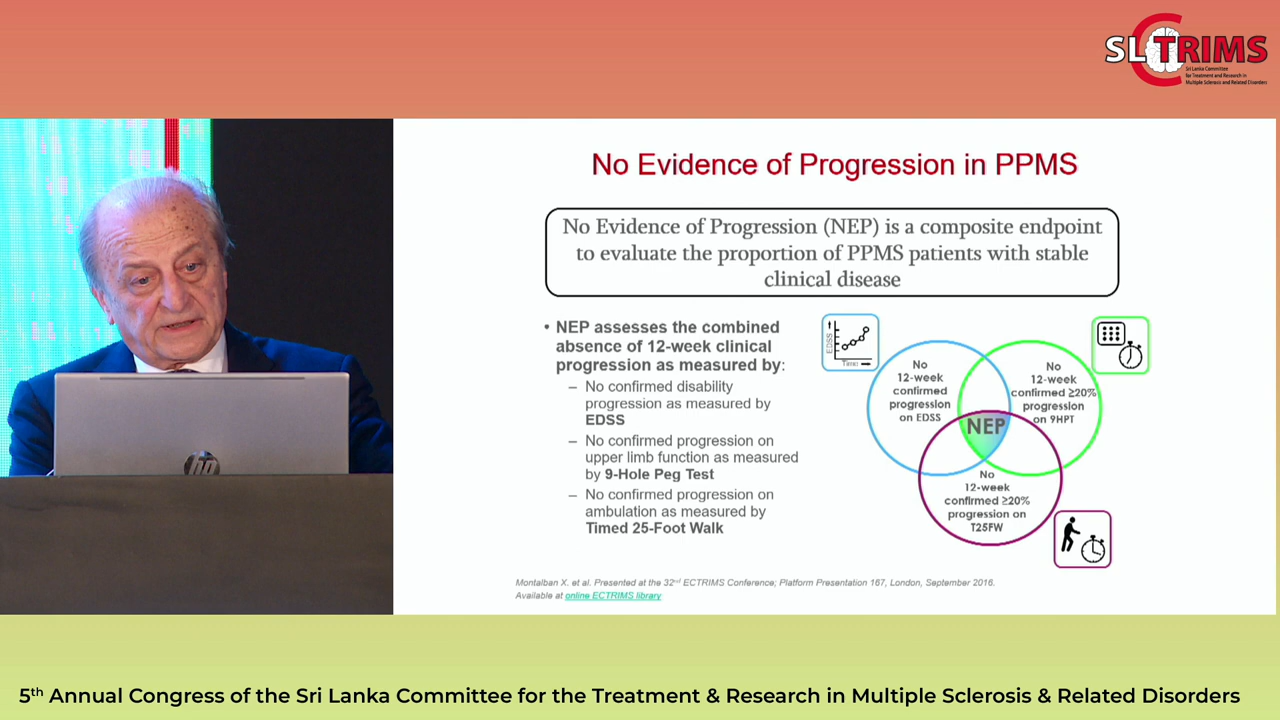 SLCTRIMS
Sri Lanka Committee
for Treatment and Research in
Multiple Sclerosis and Related Disorders
No Evidence of Progression in PPMS
No Evidence of Progression (NEP) is a composite endpoint
to evaluate the proportion of PPMS patients with stable
clinical disease
• NEP assesses the combined
absence of 12-week clinical
progression as measured by:
– No confirmed disability
progression as measured by
EDSS
– No confirmed progression on
upper limb function as measured
by 9-Hole Peg Test
– No confirmed progression on
ambulation as measured by
Timed 25-Foot Walk
EDSS
Time
No
12-week
confirmed
progression
on EDSS
No
12-week
confirmed ≥20%
progression
on 9HPT
NEP
No
12-week
confirmed ≥20%
progression on
T25FW
Montalban X. et al. Presented at the 32nd ECTRIMS Conference; Platform Presentation 167, London, September 2016.
Available at online ECTRIMS library
hp
5th Annual Congress of the Sri Lanka Committee for the Treatment & Research in Multiple Sclerosis & Related Disorders